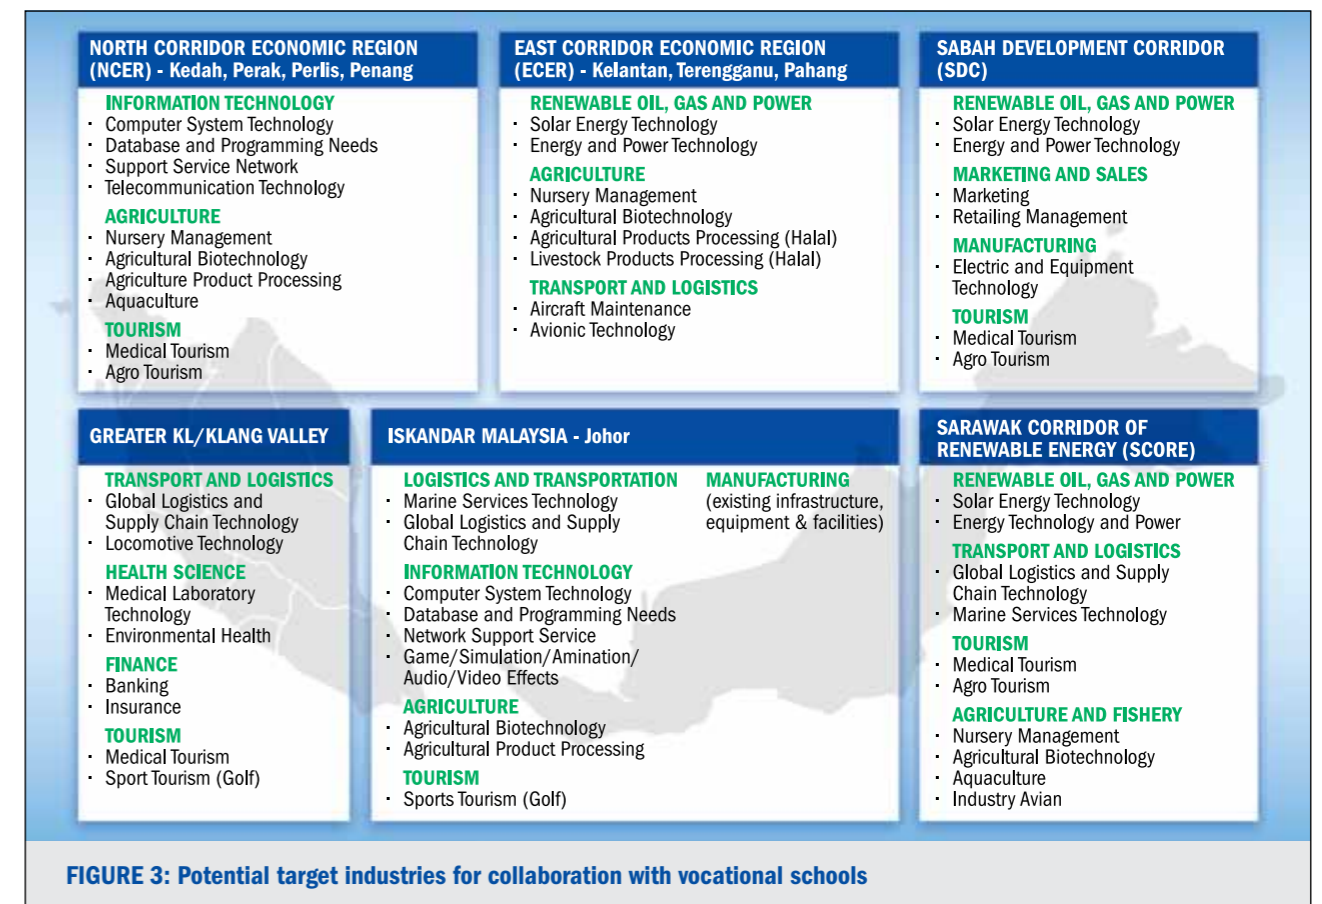 NORTH CORRIDOR ECONOMIC REGION
(NCER) - Kedah, Perak, Perlis, Penang
INFORMATION TECHNOLOGY
· Computer System Technology
· Database and Programming Needs
· Support Service Network
· Telecommunication Technology
AGRICULTURE
· Nursery Management
· Agricultural Biotechnology
· Agriculture Product Processing
· Aquaculture
TOURISM
· Medical Tourism
· Agro Tourism
EAST CORRIDOR ECONOMIC REGION
(ECER) - Kelantan, Terengganu, Pahang
RENEWABLE OIL, GAS AND POWER
· Solar Energy Technology
· Energy and Power Technology
AGRICULTURE
· Nursery Management
· Agricultural Biotechnology
· Agricultural Products Processing (Halal)
· Livestock Products Processing (Halal)
TRANSPORT AND LOGISTICS
· Aircraft Maintenance
· Avionic Technology
SABAH DEVELOPMENT CORRIDOR
(SDC)
RENEWABLE OIL, GAS AND POWER
· Solar Energy Technology
· Energy and Power Technology
MARKETING AND SALES
· Marketing
· Retailing Management
MANUFACTURING
· Electric and Equipment
Technology
TOURISM
· Medical Tourism
· Agro Tourism
GREATER KL/KLANG VALLEY
TRANSPORT AND LOGISTICS
· Global Logistics and
Supply Chain Technology
· Locomotive Technology
HEALTH SCIENCE
· Medical Laboratory
Technology
· Environmental Health
FINANCE
· Banking
· Insurance
TOURISM
· Medical Tourism
· Sport Tourism (Golf)
ISKANDAR MALAYSIA - Johor
LOGISTICS AND TRANSPORTATION
· Marine Services Technology
· Global Logistics and Supply
Chain Technology
INFORMATION TECHNOLOGY
· Computer System Technology
· Database and Programming Needs
· Network Support Service
· Game/Simulation/Amination/
Audio/Video Effects
AGRICULTURE
· Agricultural Biotechnology
· Agricultural Product Processing
TOURISM
· Sports Tourism (Golf)
MANUFACTURING
(existing infrastructure,
equipment & facilities)
SARAWAK CORRIDOR OF
RENEWABLE ENERGY (SCORE)
RENEWABLE OIL, GAS AND POWER
· Solar Energy Technology
· Energy Technology and Power
TRANSPORT AND LOGISTICS
· Global Logistics and Supply
Chain Technology
· Marine Services Technology
TOURISM
· Medical Tourism
· Agro Tourism
AGRICULTURE AND FISHERY
· Nursery Management
· Agricultural Biotechnology
· Aquaculture
· Industry Avian
FIGURE 3: Potential target industries for collaboration with vocational schools